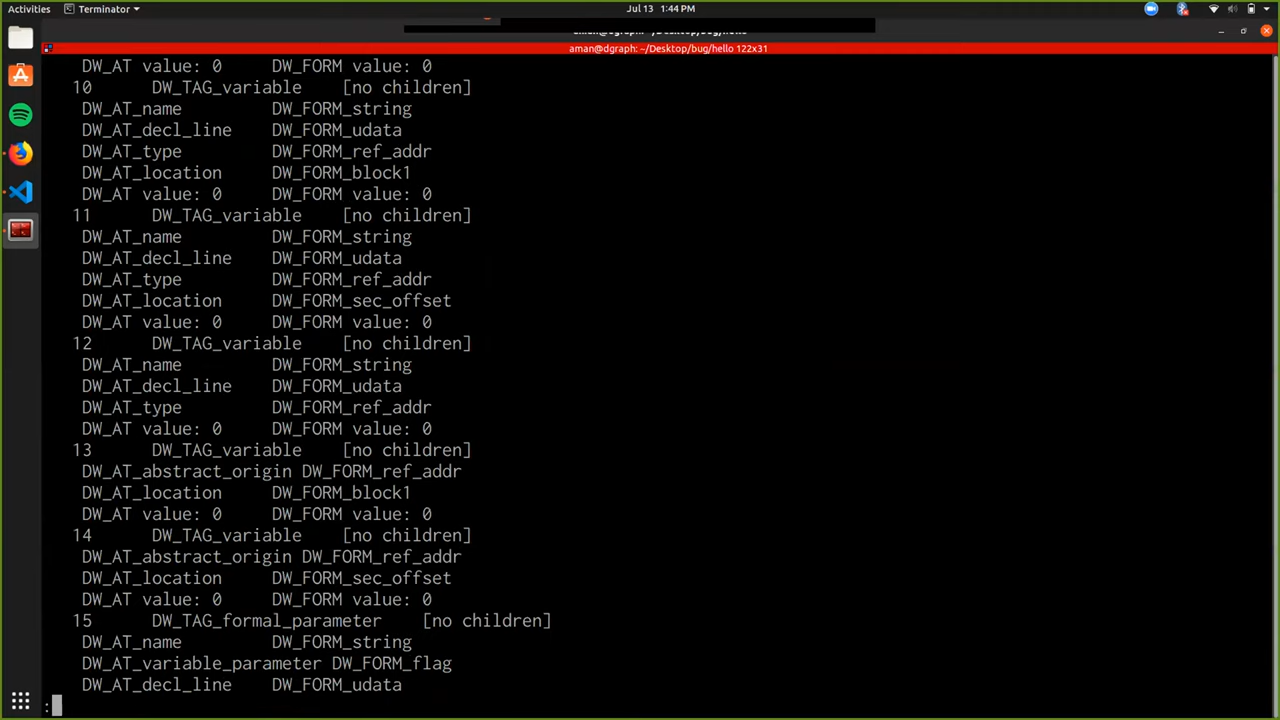 Activities Terminator Jul 13 1:44 PM
aman@dgraph: ~/Desktop/bug/hello 122x31
DW_AT value: 0 DW_FORM value: 0
10 DW_TAG_variable [no children]
DW_AT_name DW_FORM_string
DW_AT_decl_line DW_FORM_udata
DW_AT_type DW_FORM_ref_addr
DW_AT_location DW_FORM_block1
DW_AT value: 0 DW_FORM value: 0
11 DW_TAG_variable [no children]
DW_AT_name DW_FORM_string
DW_AT_decl_line DW_FORM_udata
DW_AT_type DW_FORM_ref_addr
DW_AT_location DW_FORM_sec_offset
DW_AT value: 0 DW_FORM value: 0
12 DW_TAG_variable [no children]
DW_AT_name DW_FORM_string
DW_AT_decl_line DW_FORM_udata
DW_AT_type DW_FORM_ref_addr
DW_AT value: 0 DW_FORM value: 0
13 DW_TAG_variable [no children]
DW_AT_abstract_origin DW_FORM_ref_addr
DW_AT_location DW_FORM_block1
DW_AT value: 0 DW_FORM value: 0
14 DW_TAG_variable [no children]
DW_AT_abstract_origin DW_FORM_ref_addr
DW_AT_location DW_FORM_sec_offset
DW_AT value: 0 DW_FORM value: 0
15 DW_TAG_formal_parameter [no children]
DW_AT_name DW_FORM_string
DW_AT_variable_parameter DW_FORM_flag
DW_AT_decl_line DW_FORM_udata
: